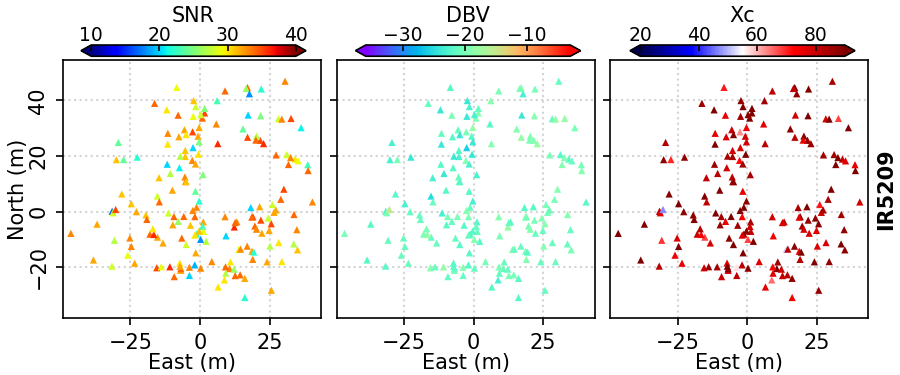 SNR DBV Xc
10 20 30 40 −30 −20 −10 20 40 60 80
40
20
0
−20
North (m)
IR5209
−25 0 25 −25 0 25 −25 0 25
East (m) East (m) East (m)